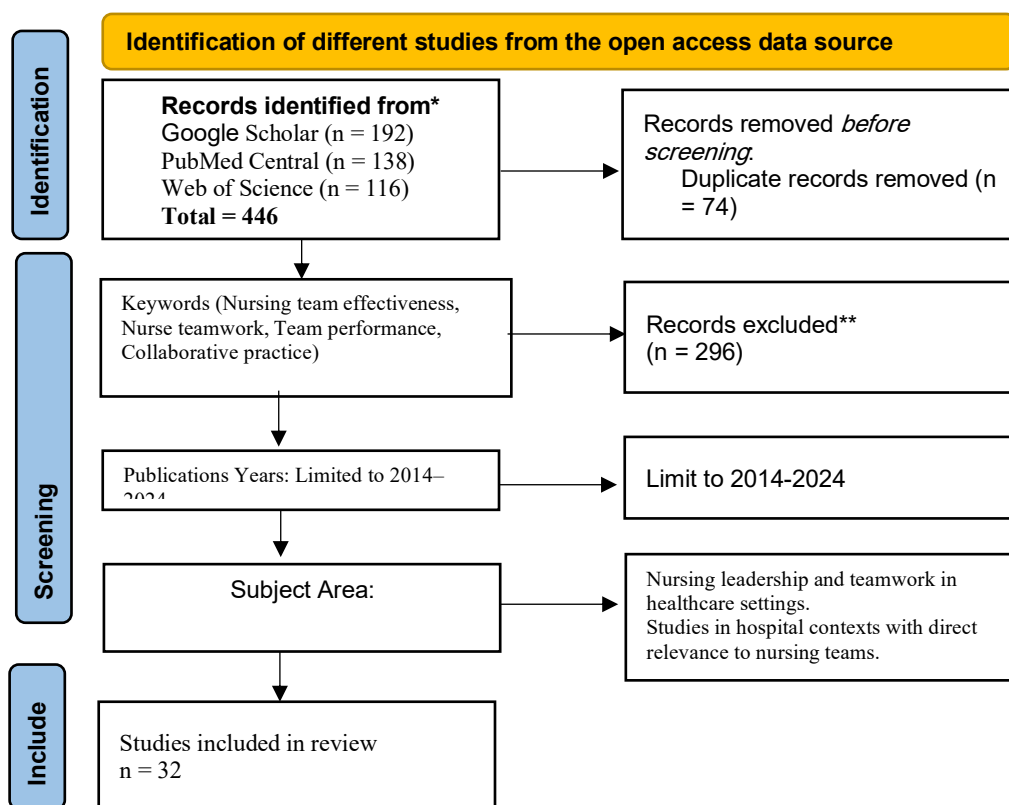 Identification of different studies from the open access data source
Identification
Records identified from*
Google Scholar (n = 192)
PubMed Central (n = 138)
Web of Science (n = 116)
Total = 446
Records removed before
screening:
Duplicate records removed (n
= 74)
Screening
Keywords (Nursing team effectiveness,
Nurse teamwork, Team performance,
Collaborative practice)
Records excluded**
(n = 296)
Publications Years: Limited to 2014–
2024
Limit to 2014-2024
Subject Area:
Nursing leadership and teamwork in
healthcare settings.
Studies in hospital contexts with direct
relevance to nursing teams.
Include
Studies included in review
n = 32